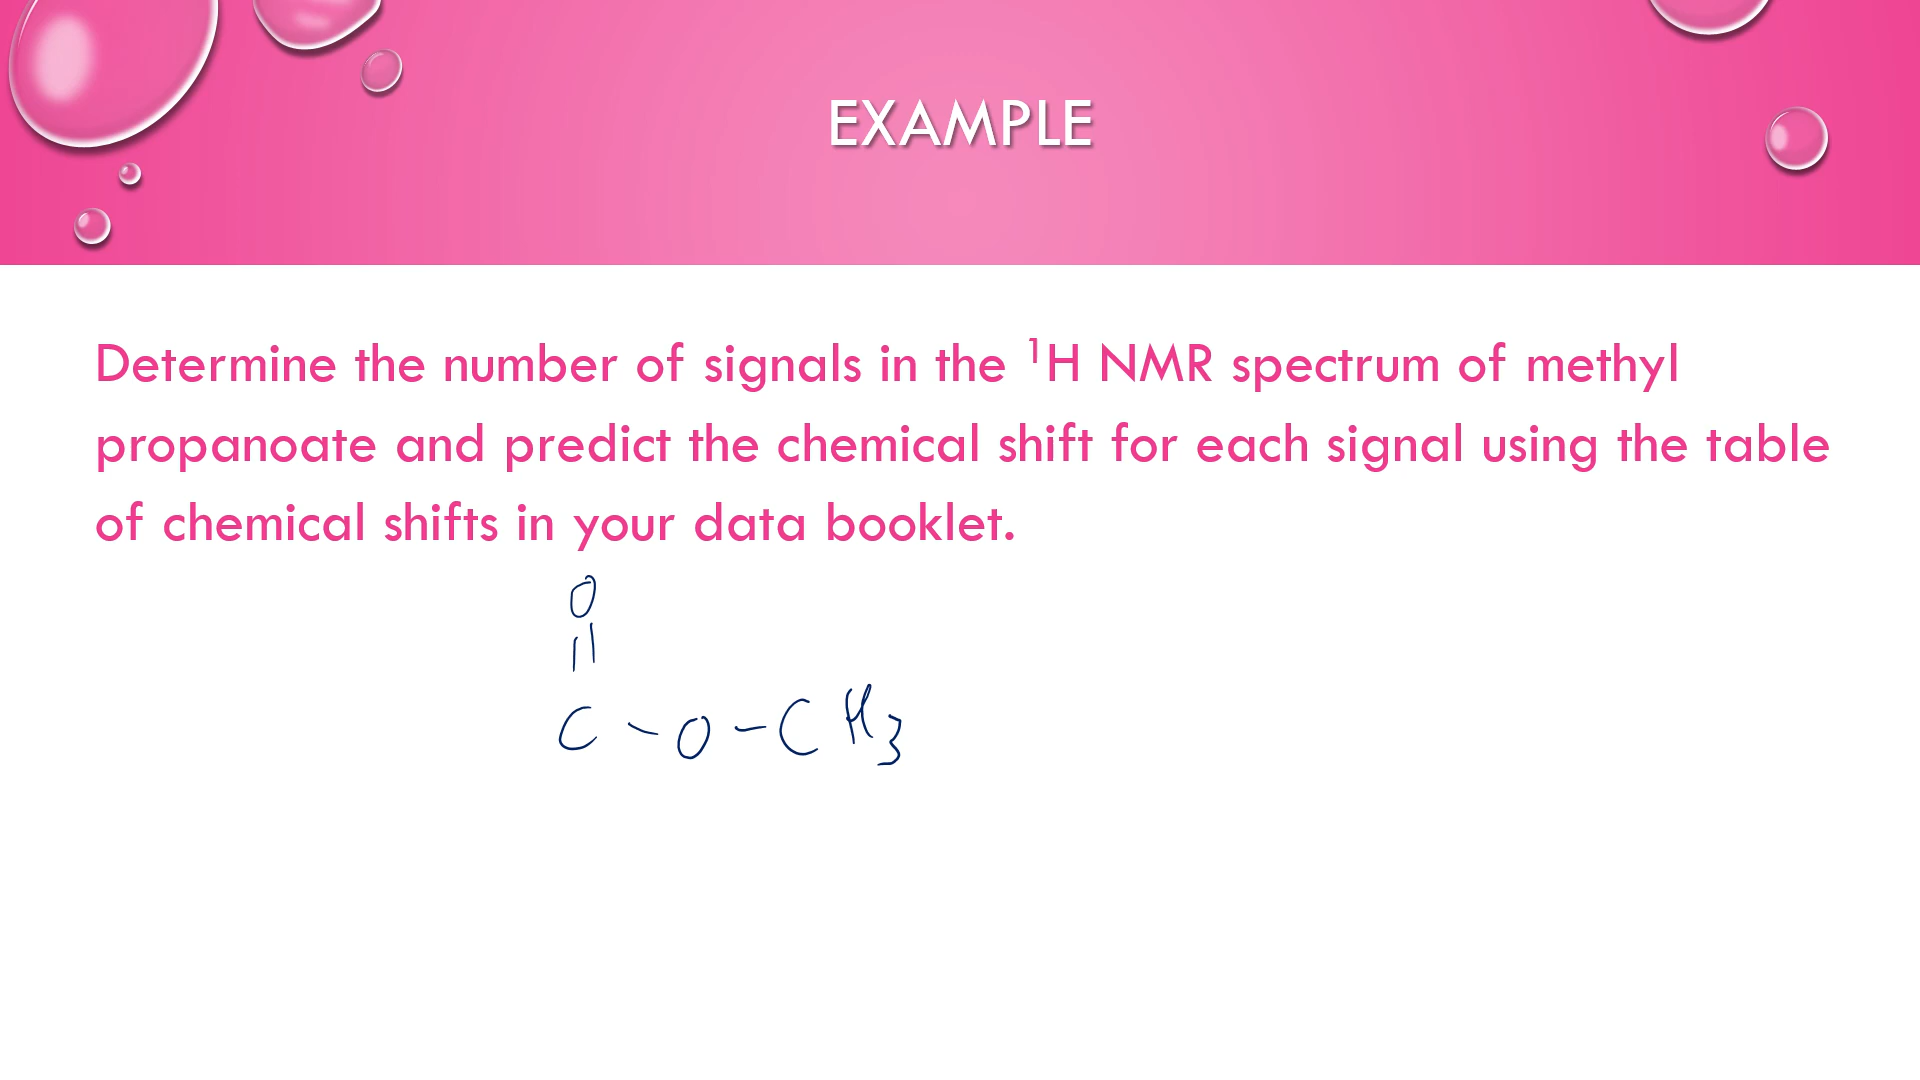 EXAMPLE
Determine the number of signals in the ¹H NMR spectrum of methyl
propanoate and predict the chemical shift for each signal using the table
of chemical shifts in your data booklet.
O
||
C - O - CH₃